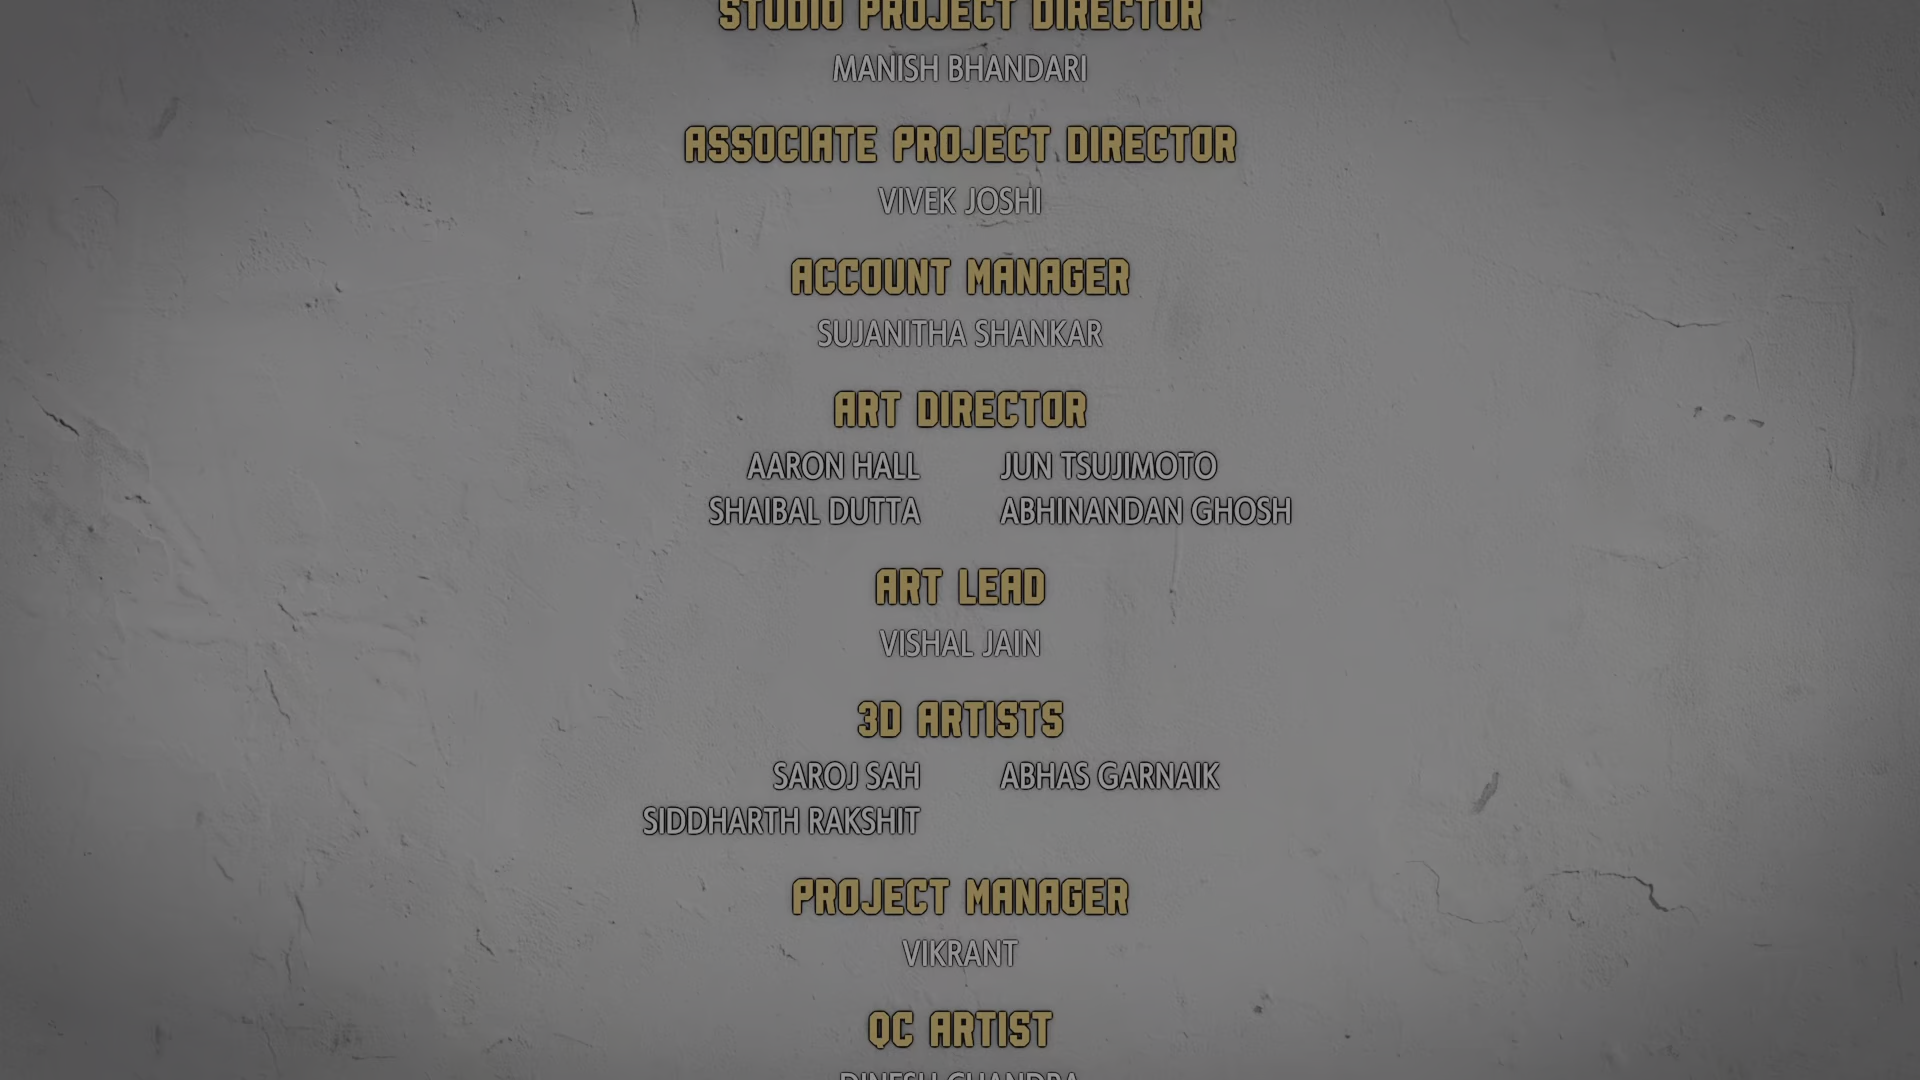 STUDIO PROJECT DIRECTOR
MANISH BHANDARI
ASSOCIATE PROJECT DIRECTOR
VIVEK JOSHI
ACCOUNT MANAGER
SUJANITHA SHANKAR
ART DIRECTOR
AARON HALL JUN TSUJIMOTO
SHAIBAL DUTTA ABHINANDAN GHOSH
ART LEAD
VISHAL JAIN
3D ARTISTS
SAROJ SAH ABHAS GARNAIK
SIDDHARTH RAKSHIT
PROJECT MANAGER
VIKRANT
QC ARTIST
DINESH CHANDRA